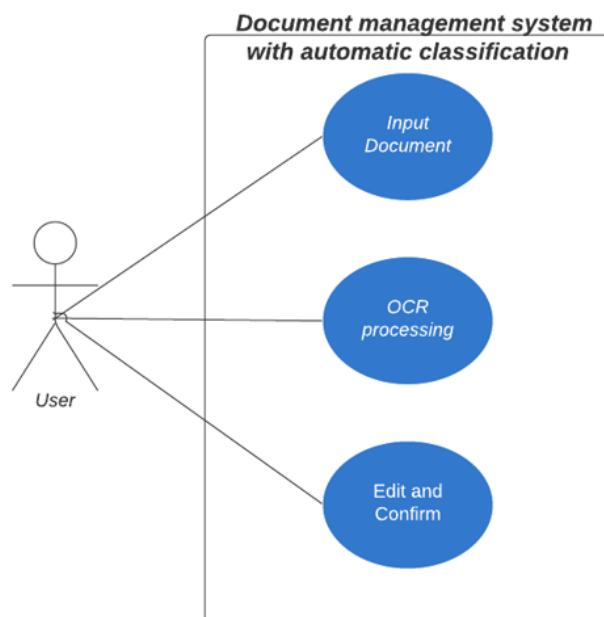 Document management system
with automatic classification
Input
Document
OCR
processing
User
Edit and
Confirm